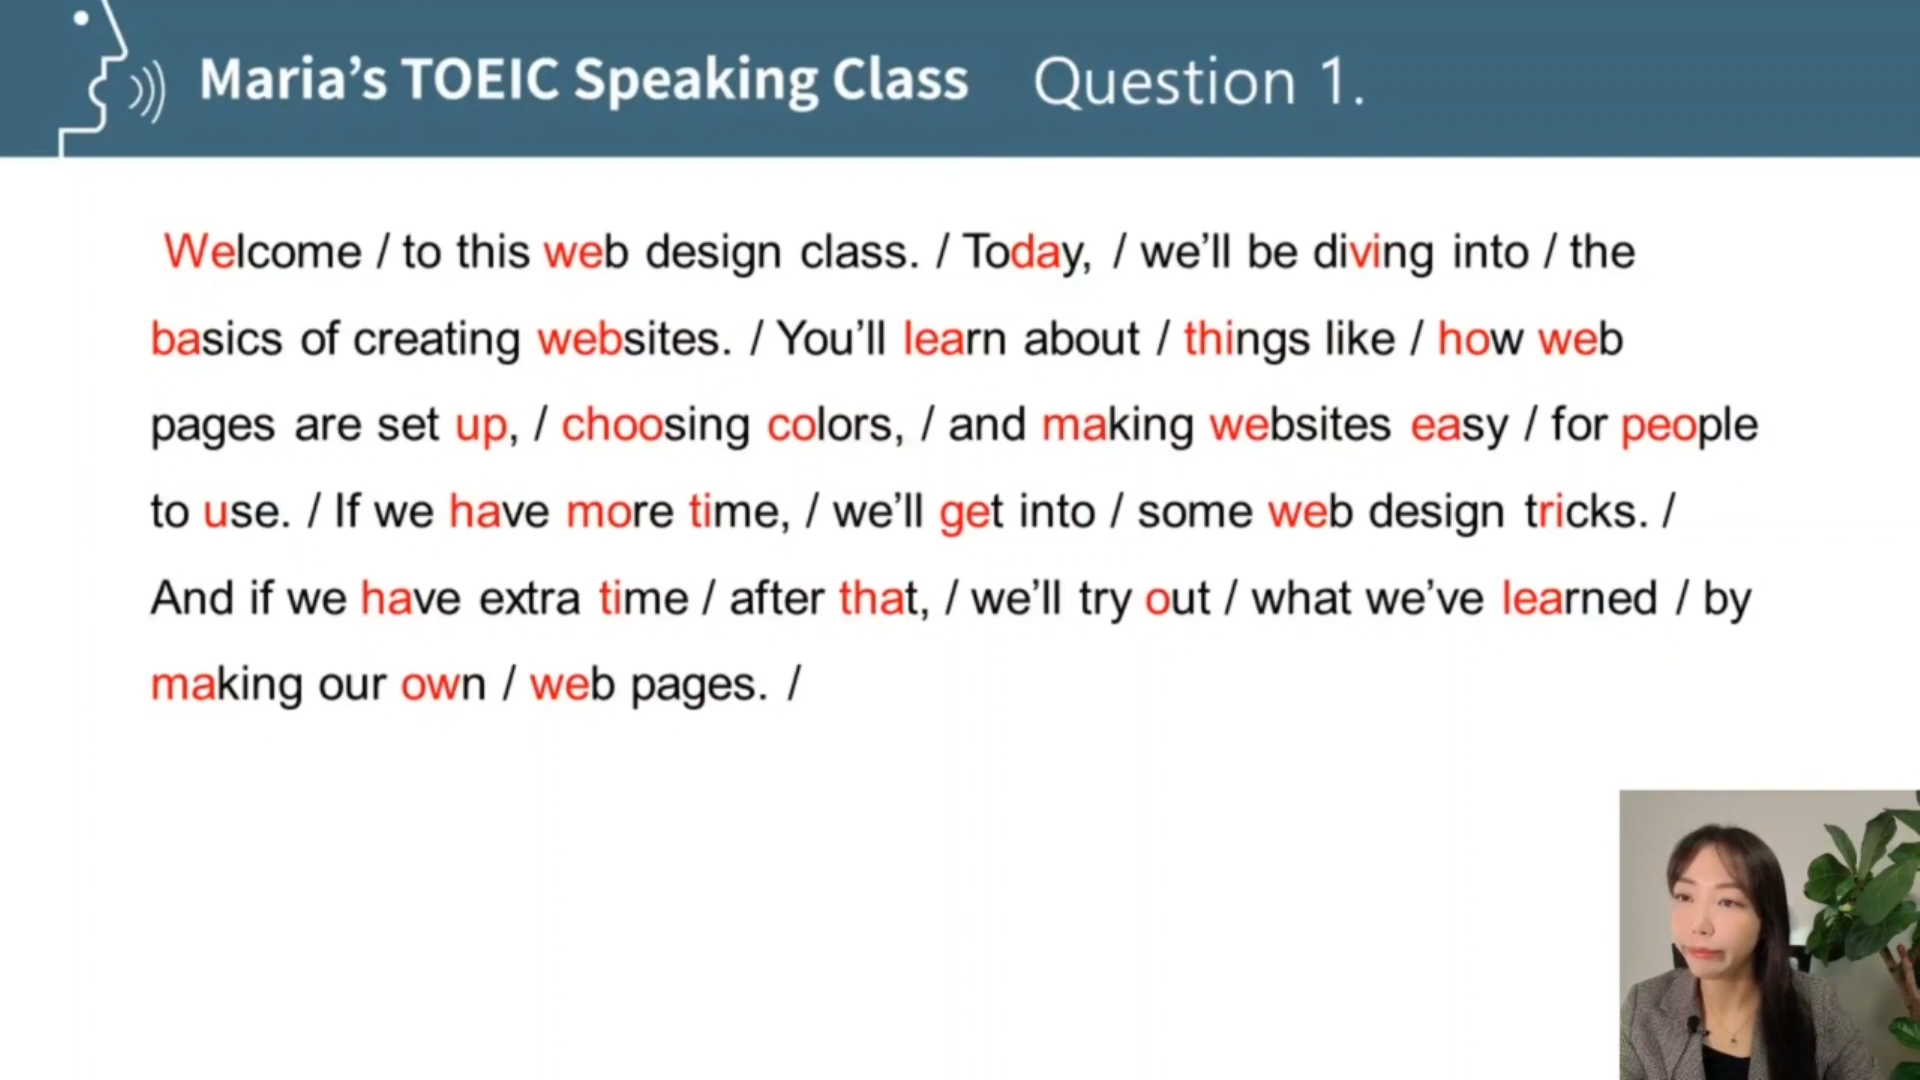 Maria’s TOEIC Speaking Class Question 1.
Welcome / to this web design class. / Today, / we’ll be diving into / the
basics of creating websites. / You’ll learn about / things like / how web
pages are set up, / choosing colors, / and making websites easy / for people
to use. / If we have more time, / we’ll get into / some web design tricks. /
And if we have extra time / after that, / we’ll try out / what we’ve learned / by
making our own / web pages. /